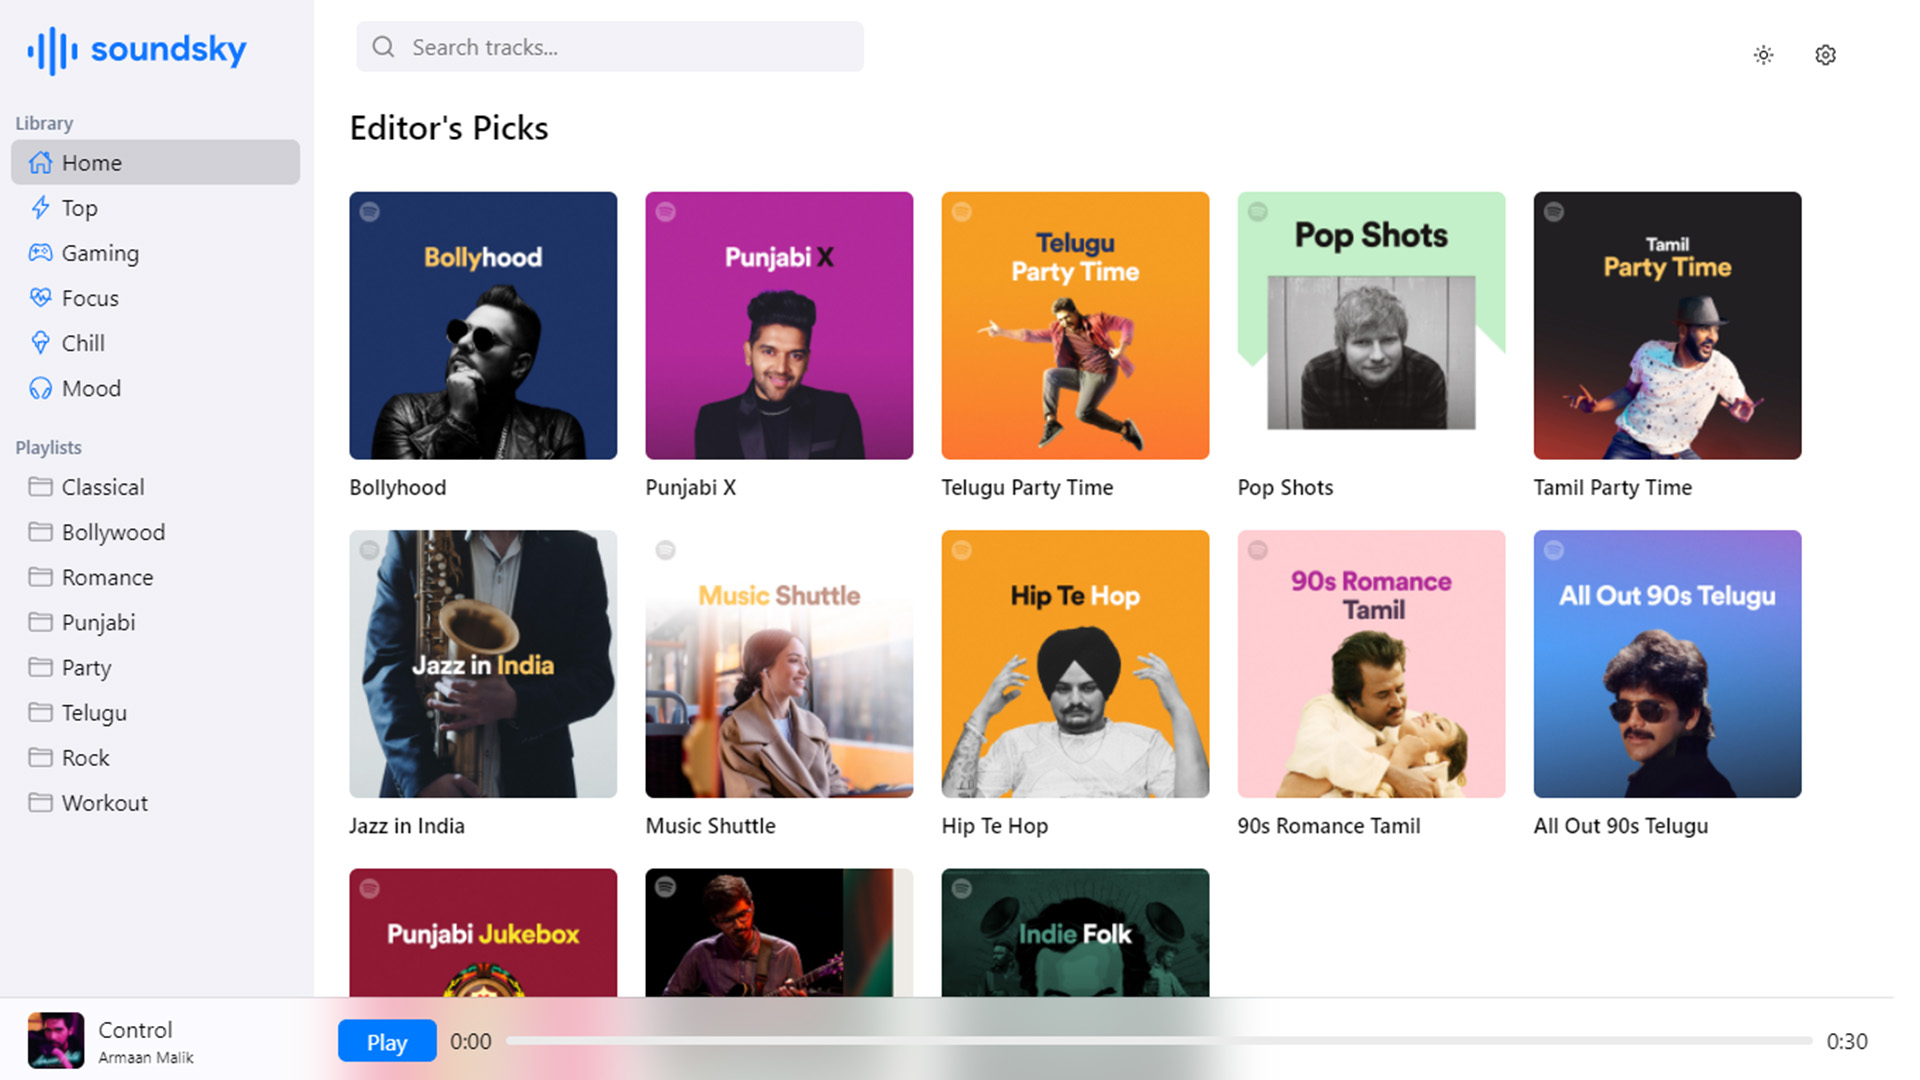 soundsky
Search tracks...
Library
Home
Top
Gaming
Focus
Chill
Mood
Playlists
Classical
Bollywood
Romance
Punjabi
Party
Telugu
Rock
Workout
Editor's Picks
Bollyhood
Punjabi X
Telugu
Party Time
Pop Shots
Tamil
Party Time
Bollyhood
Punjabi X
Telugu Party Time
Pop Shots
Tamil Party Time
Jazz in India
Music Shuttle
Hip Te Hop
90s Romance
Tamil
All Out 90s Telugu
Jazz in India
Music Shuttle
Hip Te Hop
90s Romance Tamil
All Out 90s Telugu
Punjabi Jukebox
Indie Folk
Control
Armaan Malik
Play
0:00
0:30